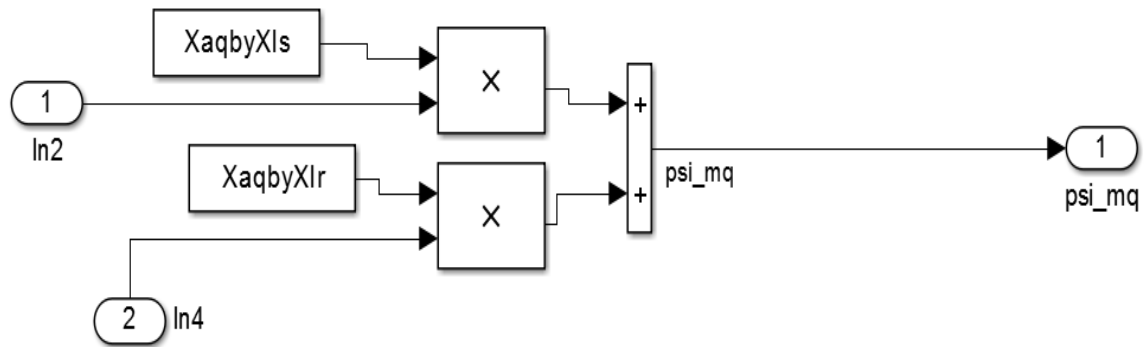 XaqbyXls
X
1
In2
+
XaqbyXlr
X
+
psi_mq
1
psi_mq
2
In4